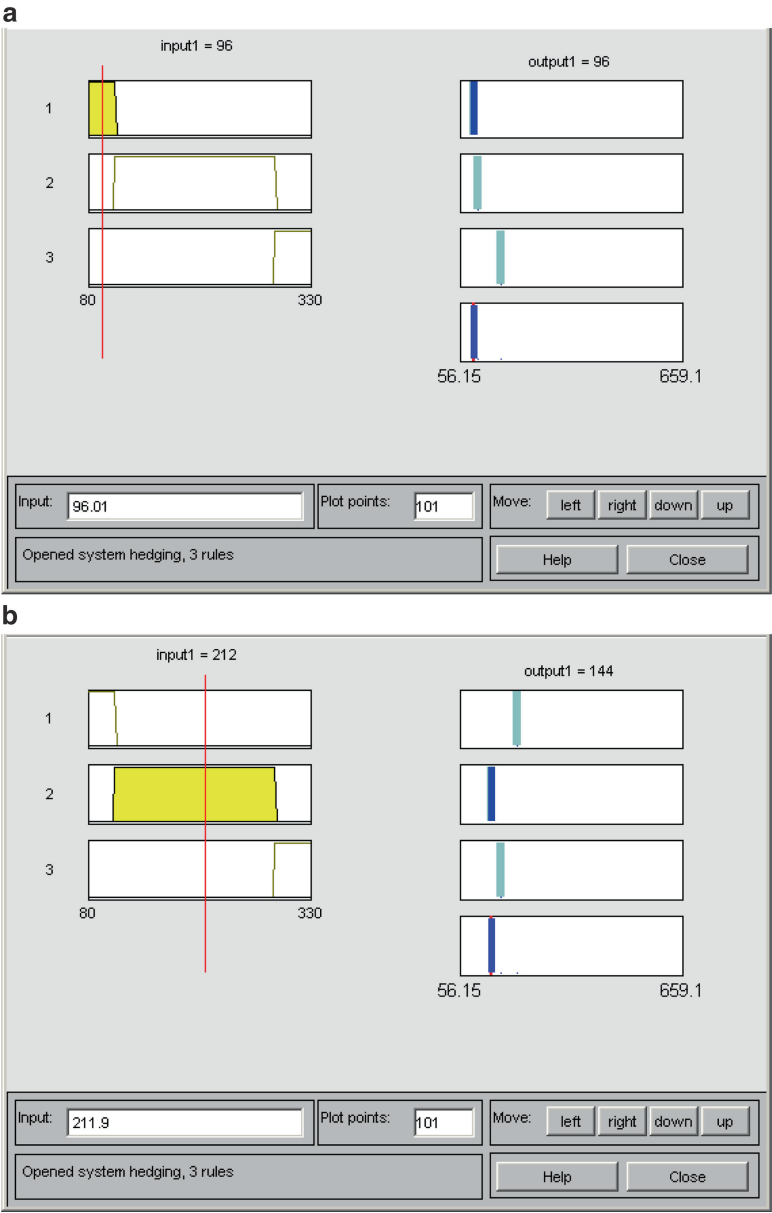 a
input1 = 96
output1 = 96
1
2
3
80 330
56.15 659.1
Input: 96.01 Plot points: 101 Move: left right down up
Opened system hedging, 3 rules Help Close
b
input1 = 212
output1 = 144
1
2
3
80 330
56.15 659.1
Input: 211.9 Plot points: 101 Move: left right down up
Opened system hedging, 3 rules Help Close